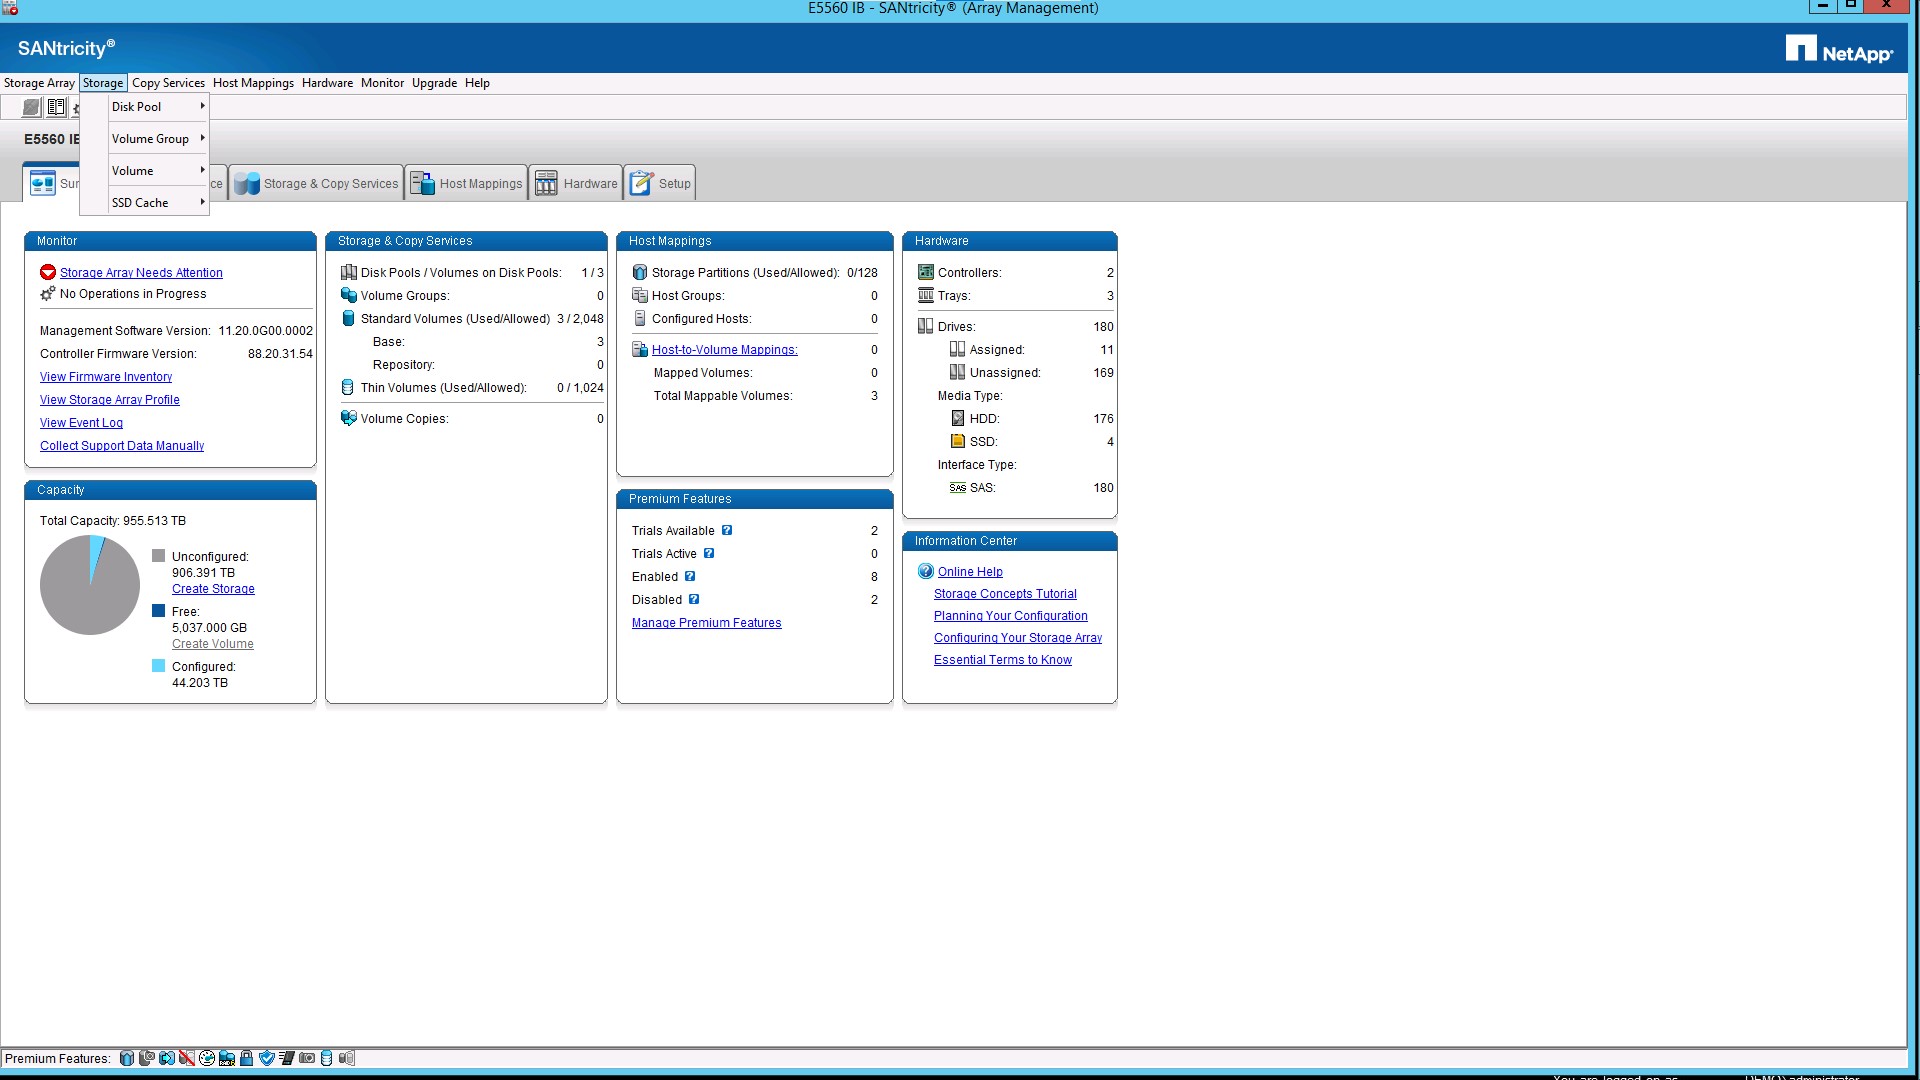 E5560 IB - SANtricity® (Array Management)
SANtricity®
NetApp®
Storage Array Storage Copy Services Host Mappings Hardware Monitor Upgrade Help
Disk Pool
Volume Group
Volume
SSD Cache
E5560 IB
Storage & Copy Services Host Mappings Hardware Setup
Monitor
Storage Array Needs Attention
No Operations in Progress
Management Software Version: 11.20.0G00.0002
Controller Firmware Version: 88.20.31.54
View Firmware Inventory
View Storage Array Profile
View Event Log
Collect Support Data Manually
Capacity
Total Capacity: 955.513 TB
Unconfigured:
906.391 TB
Create Storage
Free:
5,037.000 GB
Create Volume
Configured:
44.203 TB
Storage & Copy Services
Disk Pools / Volumes on Disk Pools: 1 / 3
Volume Groups: 0
Standard Volumes (Used/Allowed) 3 / 2,048
Base: 3
Repository: 0
Thin Volumes (Used/Allowed): 0 / 1,024
Volume Copies: 0
Host Mappings
Storage Partitions (Used/Allowed): 0/128
Host Groups: 0
Configured Hosts: 0
Host-to-Volume Mappings: 0
Mapped Volumes: 0
Total Mappable Volumes: 3
Premium Features
Trials Available 2
Trials Active 0
Enabled 8
Disabled 2
Manage Premium Features
Hardware
Controllers: 2
Trays: 3
Drives: 180
Assigned: 11
Unassigned: 169
Media Type:
HDD: 176
SSD: 4
Interface Type:
SAS SAS: 180
Information Center
Online Help
Storage Concepts Tutorial
Planning Your Configuration
Configuring Your Storage Array
Essential Terms to Know
Premium Features:
You are logged on as DEMO\administrator